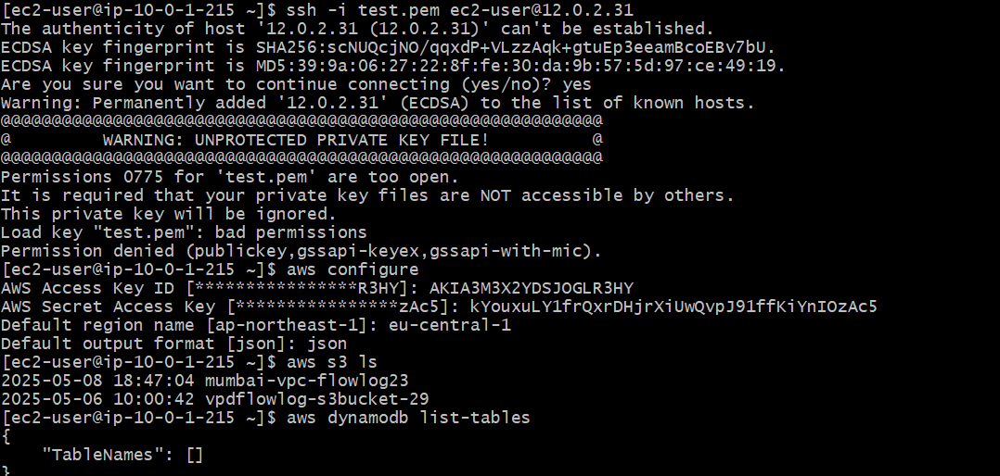 [ec2-user@ip-10-0-1-215 ~]$ ssh -i test.pem ec2-user@12.0.2.31
The authenticity of host '12.0.2.31 (12.0.2.31)' can't be established.
ECDSA key fingerprint is SHA256:scNUQcjNO/qqxdP+VLzzAqk+gtuEp3eeamBcoEBv7bU.
ECDSA key fingerprint is MD5:39:9a:06:27:22:8f:fe:30:da:9b:57:5d:97:ce:49:19.
Are you sure you want to continue connecting (yes/no)? yes
Warning: Permanently added '12.0.2.31' (ECDSA) to the list of known hosts.
@@@@@@@@@@@@@@@@@@@@@@@@@@@@@@@@@@@@@@@@@@@@@@@@@@@@@@@@@@@
@         WARNING: UNPROTECTED PRIVATE KEY FILE!          @
@@@@@@@@@@@@@@@@@@@@@@@@@@@@@@@@@@@@@@@@@@@@@@@@@@@@@@@@@@@
Permissions 0775 for 'test.pem' are too open.
It is required that your private key files are NOT accessible by others.
This private key will be ignored.
Load key "test.pem": bad permissions
Permission denied (publickey,gssapi-keyex,gssapi-with-mic).
[ec2-user@ip-10-0-1-215 ~]$ aws configure
AWS Access Key ID [****************R3HY]: AKIA3M3X2YDSJOGLR3HY
AWS Secret Access Key [****************zAc5]: 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
Default region name [ap-northeast-1]: eu-central-1
Default output format [json]: json
[ec2-user@ip-10-0-1-215 ~]$ aws s3 ls
2025-05-08 18:47:04 mumbai-vpc-flowlog23
2025-05-06 10:00:42 vpdflowlog-s3bucket-29
[ec2-user@ip-10-0-1-215 ~]$ aws dynamodb list-tables
{
    "TableNames": []
}